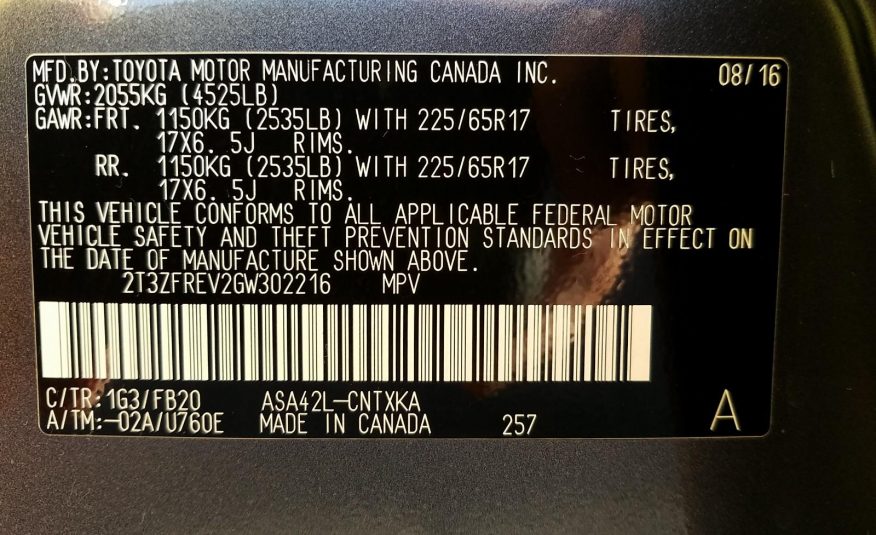 MFD.BY:TOYOTA MOTOR MANUFACTURING CANADA INC. 08/16
GVWR:2055KG (4525LB)
GAWR:FRT. 1150KG (2535LB) WITH 225/65R17 TIRES,
17X6. 5J RIMS.
RR. 1150KG (2535LB) WITH 225/65R17 TIRES,
17X6. 5J RIMS.
THIS VEHICLE CONFORMS TO ALL APPLICABLE FEDERAL MOTOR
VEHICLE SAFETY AND THEFT PREVENTION STANDARDS IN EFFECT ON
THE DATE OF MANUFACTURE SHOWN ABOVE.
2T3ZFREV2GW302216 MPV
C/TR:1G3/FB20 ASA42L-CNTXKA
A/TM:-02A/U760E MADE IN CANADA 257 A